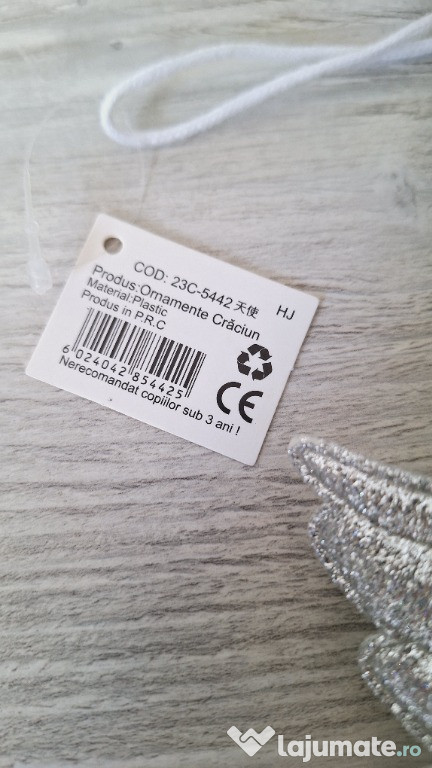 COD: 23C-5442 天使 HJ
Produs:Ornamente Crăciun
Material:Plastic
Produs in P.R.C
6 024042 854425
CE
Nerecomandat copiilor sub 3 ani !
lajumate.ro